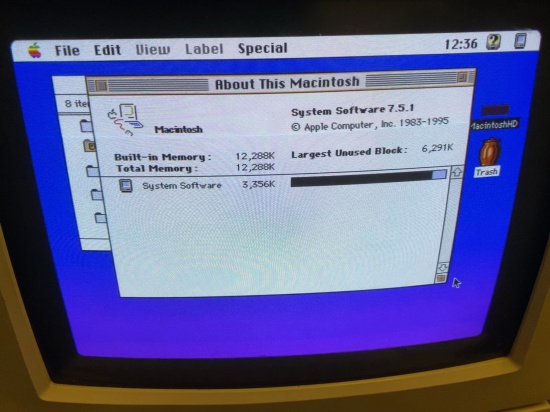 File Edit View Label Special 12:36
About This Macintosh
8 ite
System Software 7.5.1
© Apple Computer, Inc. 1983-1995
Macintosh
Built-in Memory: 12,288K Largest Unused Block: 6,291K
Total Memory: 12,288K
System Software 3,356K
MacintoshHD
Trash